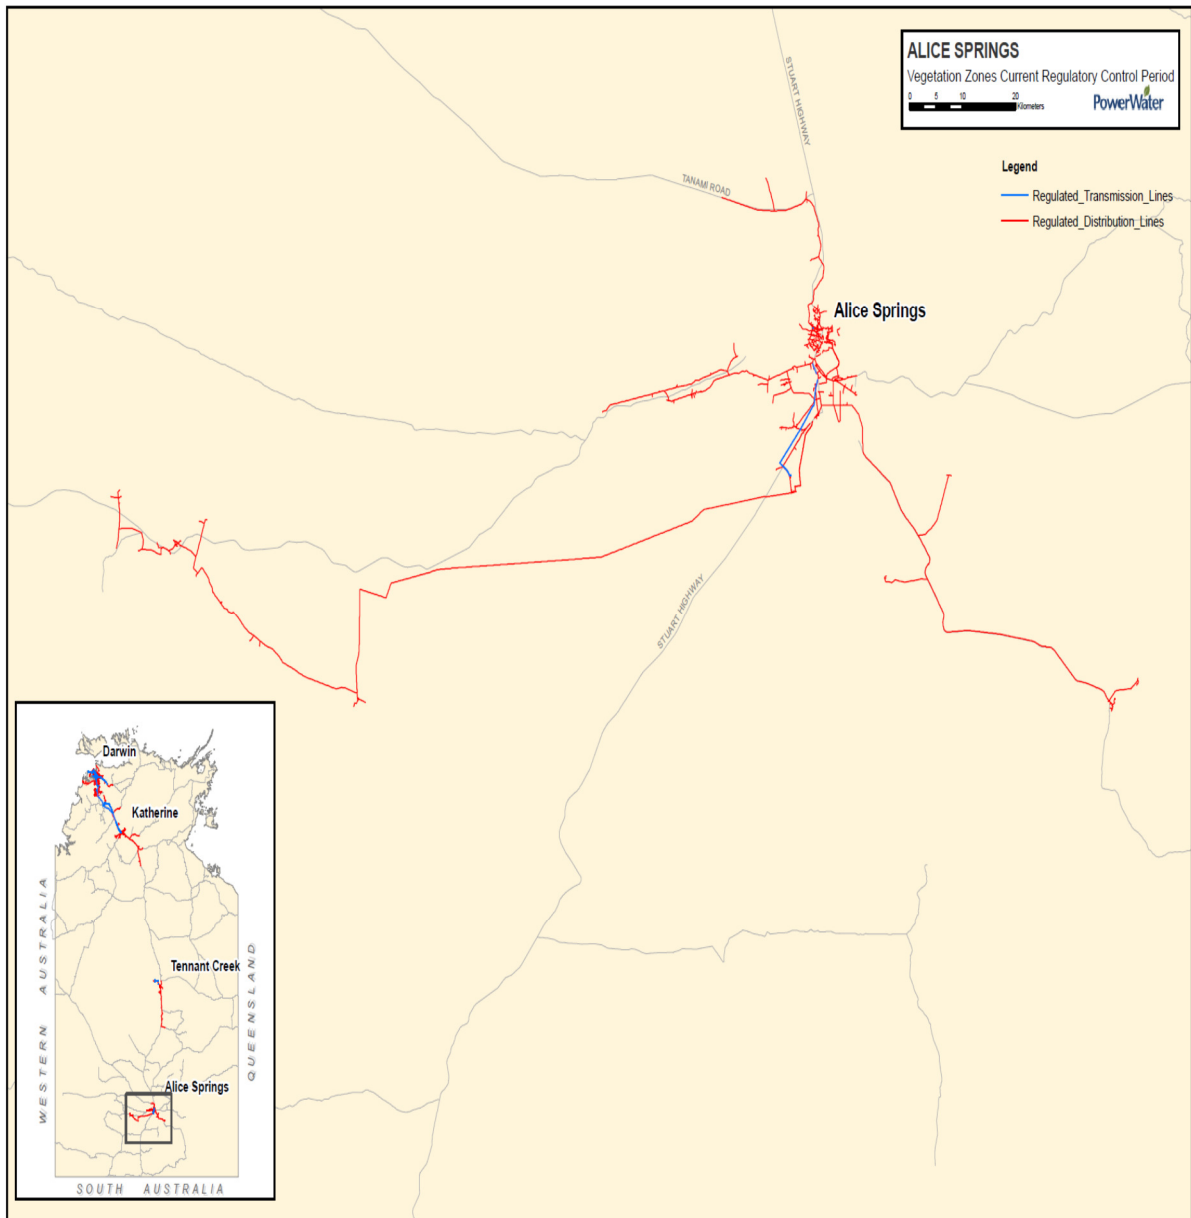 ALICE SPRINGS
Vegetation Zones Current Regulatory Control Period
0 5 10 20
Kilometers
PowerWater
Legend
Regulated_Transmission_Lines
Regulated_Distribution_Lines
STUART HIGHWAY
TANAMI ROAD
Alice Springs
STUART HIGHWAY
Darwin
Katherine
Tennant Creek
Alice Springs
WESTERN AUSTRALIA
QUEENSLAND
SOUTH AUSTRALIA